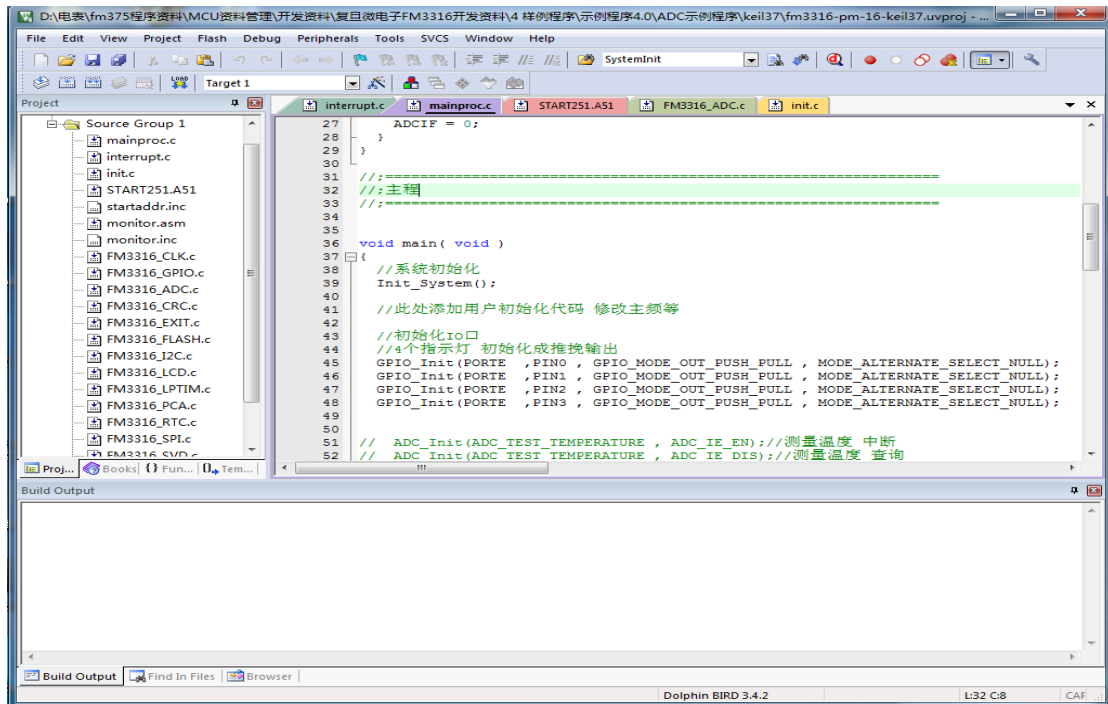 D:\电表\fm375程序资料\MCU资料管理\开发资料\复旦微电子FM3316开发资料\4 样例程序\示例程序4.0\ADC示例程序\keil37\fm3316-pm-16-keil37.uvproj - ...
File Edit View Project Flash Debug Peripherals Tools SVCS Window Help
SystemInit
LOAD Target 1
Project
interrupt.c mainproc.c START251.A51 FM3316_ADC.c init.c
Source Group 1
mainproc.c
interrupt.c
init.c
START251.A51
startaddr.inc
monitor.asm
monitor.inc
FM3316_CLK.c
FM3316_GPIO.c
FM3316_ADC.c
FM3316_CRC.c
FM3316_EXIT.c
FM3316_FLASH.c
FM3316_I2C.c
FM3316_LCD.c
FM3316_LPTIM.c
FM3316_PCA.c
FM3316_RTC.c
FM3316_SPI.c
FM3316_SVD.c
27 ADCIF = 0;
28 }
29 }
30
31 //;================================================================
32 //;主程
33 //;================================================================
34
35
36 void main( void )
37 {
38 //系统初始化
39 Init_System();
40
41 //此处添加用户初始化代码 修改主频等
42
43 //初始化IO口
44 //4个指示灯 初始化成推挽输出
45 GPIO_Init(PORTE ,PIN0 , GPIO_MODE_OUT_PUSH_PULL , MODE_ALTERNATE_SELECT_NULL);
46 GPIO_Init(PORTE ,PIN1 , GPIO_MODE_OUT_PUSH_PULL , MODE_ALTERNATE_SELECT_NULL);
47 GPIO_Init(PORTE ,PIN2 , GPIO_MODE_OUT_PUSH_PULL , MODE_ALTERNATE_SELECT_NULL);
48 GPIO_Init(PORTE ,PIN3 , GPIO_MODE_OUT_PUSH_PULL , MODE_ALTERNATE_SELECT_NULL);
49
50
51 // ADC_Init(ADC_TEST_TEMPERATURE , ADC_IE_EN);//测量温度 中断
52 // ADC_Init(ADC_TEST_TEMPERATURE , ADC_IE_DIS);//测量温度 查询
Proj... Books {} Fun... Tem...
Build Output
Build Output Find In Files Browser
Dolphin BIRD 3.4.2 L:32 C:8 CAP